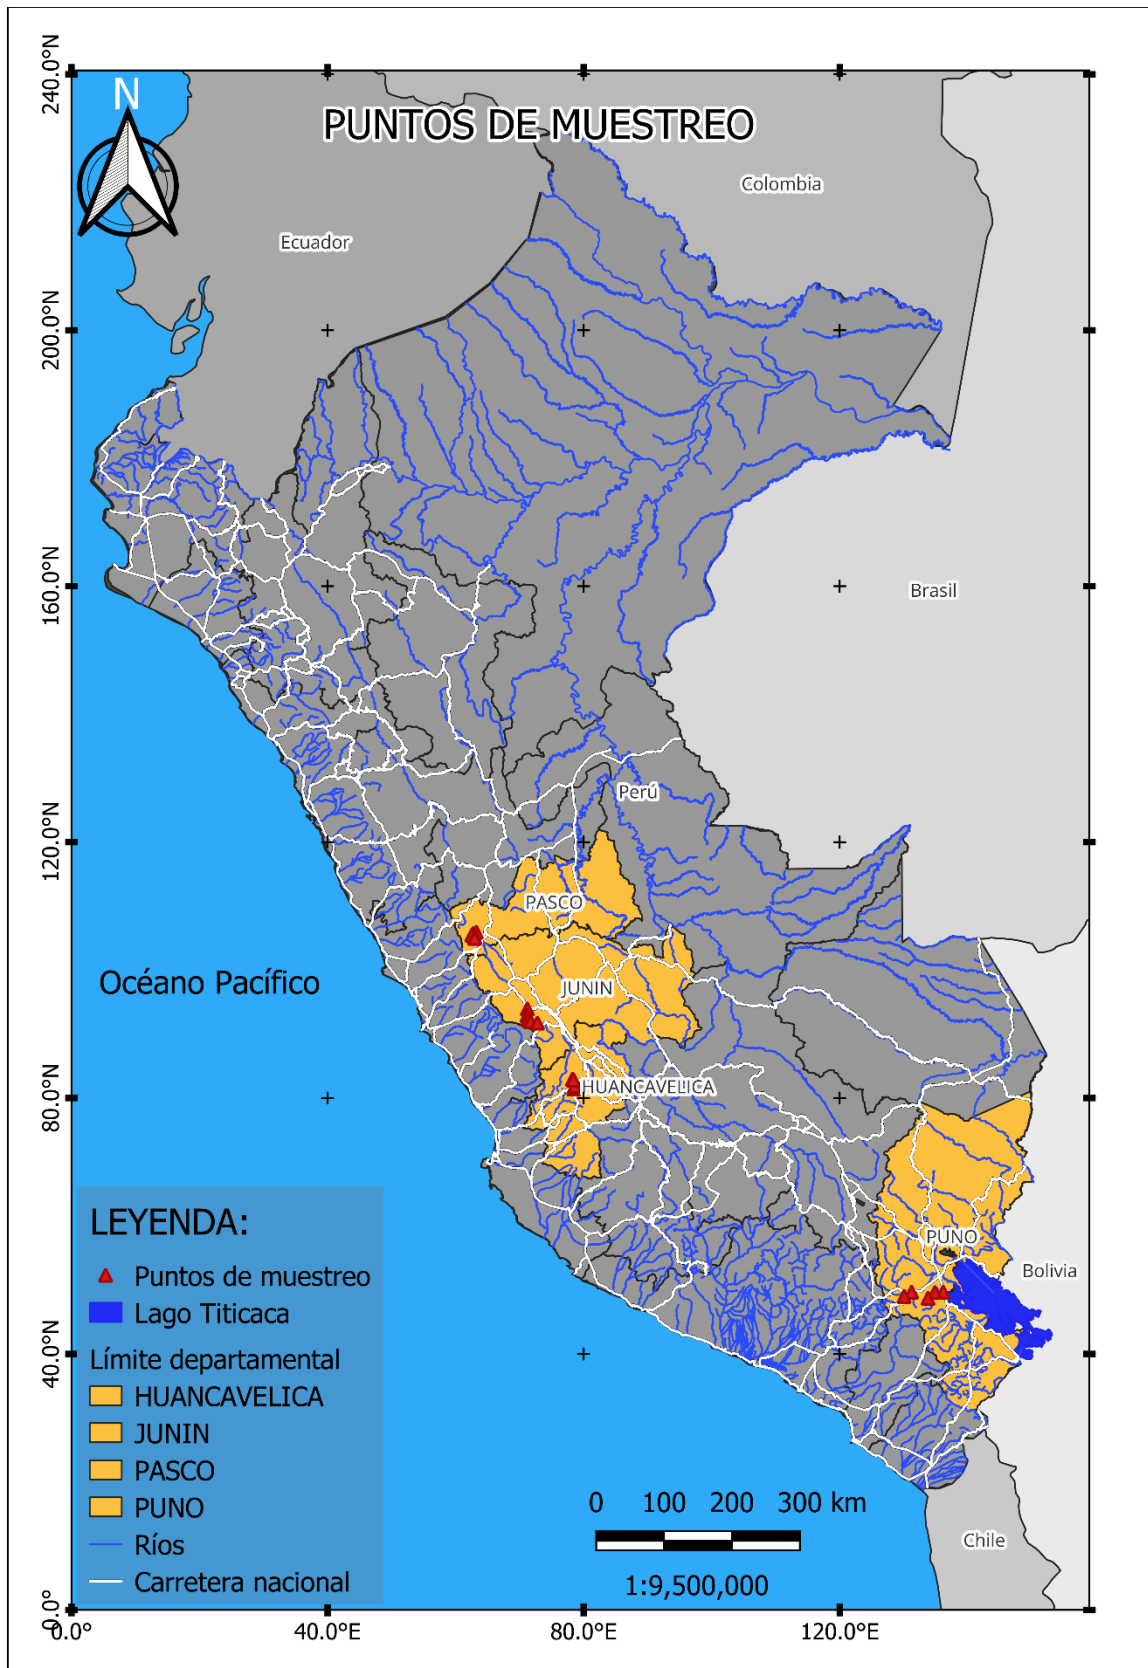 N
PUNTOS DE MUESTREO
Colombia
Ecuador
Brasil
Perú
PASCO
Océano Pacífico
JUNIN
HUANCAVELICA
PUNO
Bolivia
Chile
LEYENDA:
Puntos de muestreo
Lago Titicaca
Límite departamental
HUANCAVELICA
JUNIN
PASCO
PUNO
Ríos
Carretera nacional
0 100 200 300 km
1:9,500,000
240.0°N
200.0°N
160.0°N
120.0°N
80.0°N
40.0°N
0.0°
0.0° 40.0°E 80.0°E 120.0°E